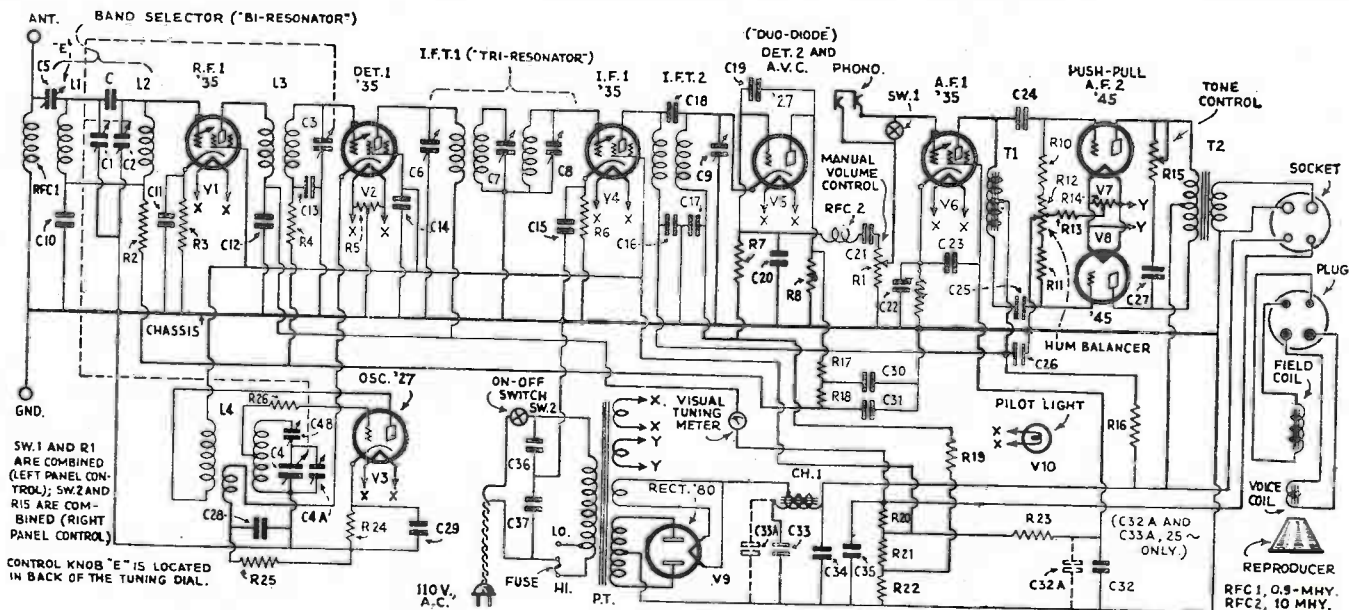 ANT.
BAND SELECTOR ("BI-RESONATOR")
"E"
C5
L1
C
L2
R.F.1
'35
L3
C3
DET.1
'35
I.F.T.1 ("TRI-RESONATOR")
I.F.1
'35
I.F.T.2
C18
C19
("DUO-DIODE)
DET.2 AND
A.V.C.
'27
PHONO.
SW.1
A.F.1
'35
C24
PUSH-PULL
A.F.2
'45
TONE
CONTROL
T2
SOCKET
RFC1
C1
C2
C11
V1
X X
C13
V2
X X
C6
C7
C8
V4
X X
C9
C17
V5
X X
MANUAL
VOLUME
CONTROL
RFC.2
V6
X X
T1
R10
R12
R14
R13
V7
Y
V8
Y
R15
C10
R2
R3
C12
R4
R5
C14
C15
R6
C16
R7
C20
R8
C21
R1
C22
C23
C25
R11
'45
C27
PLUG
CHASSIS
HUM BALANCER
C26
FIELD
COIL
GND.
OSC. '27
R26
L4
C4B
C4
V3
X X
C4A
C28
R24
C29
R25
ON-OFF
SWITCH
SW.2
C36
C37
LO.
FUSE
HI.
110 V.,
A.C.
P.T.
X
X
Y
Y
VISUAL
TUNING
METER
R17
R18
C30
C31
PILOT LIGHT
X
X
V10
R16
R19
RECT. '80
CH.1
V9
C33A
C33
C34
C35
R20
R21
R22
R23
(C32A AND
C33A, 25~
ONLY.)
C32A
C32
VOICE
COIL
REPRODUCER
RFC1, 0.9-MHY.
RFC2, 10 MHY.
SW.1 AND R1
ARE COMBINED
(LEFT PANEL CON-
TROL); SW.2 AND
R15 ARE COM-
BINED (RIGHT
PANEL CONTROL)
CONTROL KNOB "E" IS LOCATED
IN BACK OF THE TUNING DIAL.